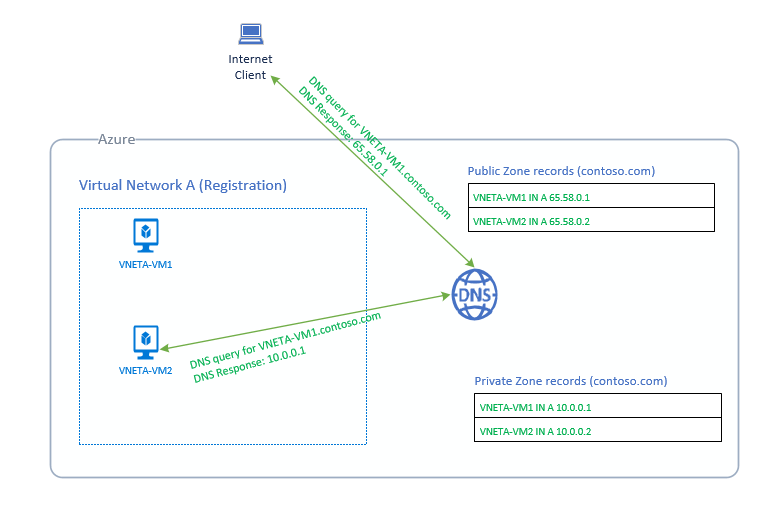 Internet
Client
DNS query for VNETA-VM1.contoso.com
DNS Response: 65.58.0.1
Azure
Public Zone records (contoso.com)
VNETA-VM1 IN A 65.58.0.1
VNETA-VM2 IN A 65.58.0.2
Virtual Network A (Registration)
VNETA-VM1
DNS
VNETA-VM2
DNS query for VNETA-VM1.contoso.com
DNS Response: 10.0.0.1
Private Zone records (contoso.com)
VNETA-VM1 IN A 10.0.0.1
VNETA-VM2 IN A 10.0.0.2